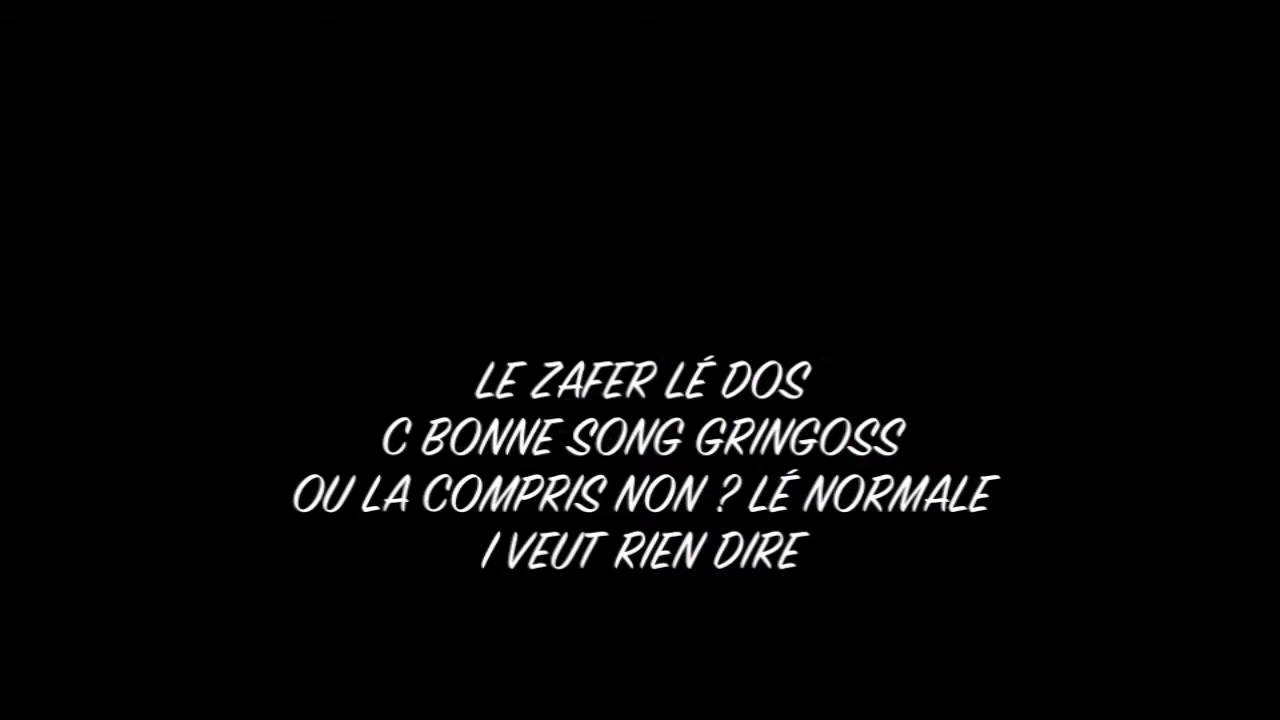 LE ZAFER LÉ DOS
C BONNE SONG GRINGOSS
OU LA COMPRIS NON ? LÉ NORMALE
I VEUT RIEN DIRE